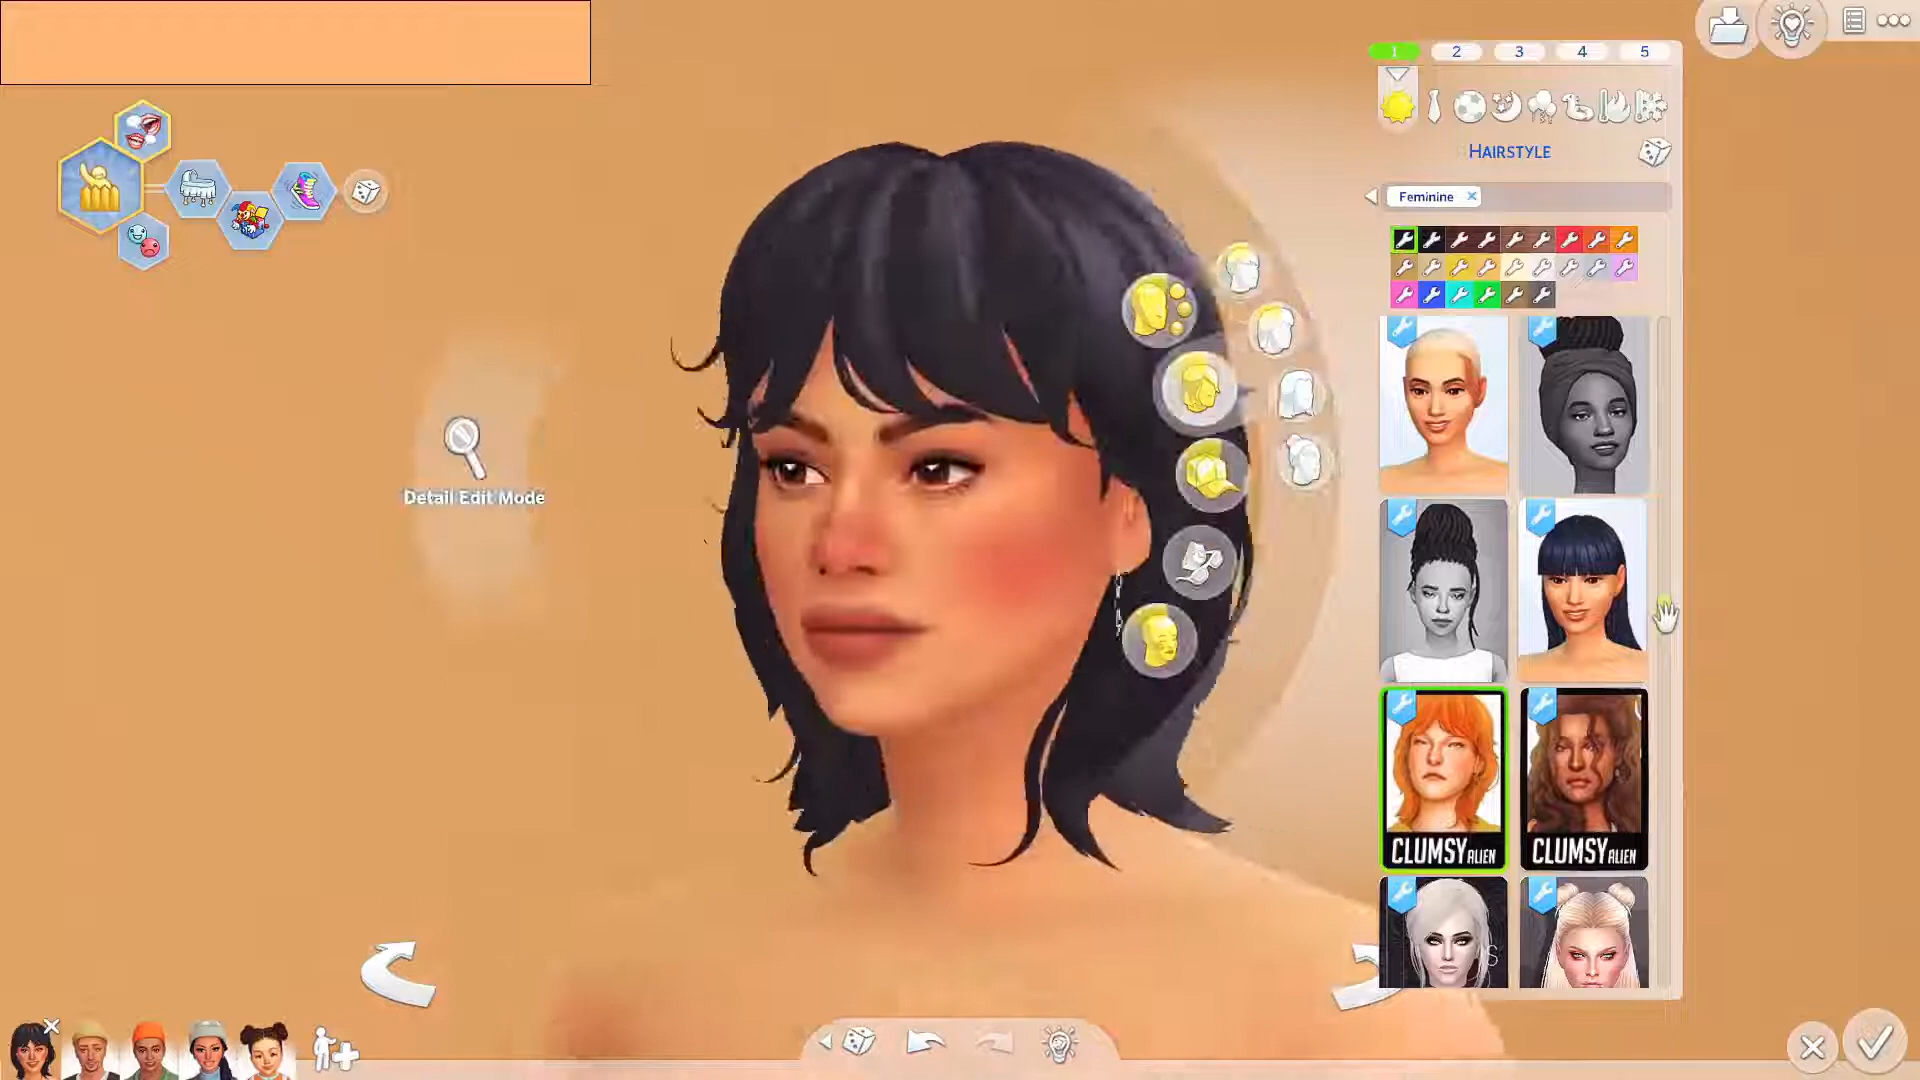 1 2 3 4 5
HAIRSTYLE
Feminine ×
Detail Edit Mode
CLUMSY ALIEN
CLUMSY ALIEN